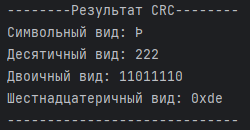 --------Результат CRC--------
Символьный вид: Þ
Десятичный вид: 222
Двоичный вид: 11011110
Шестнадцатеричный вид: 0xde
-----------------------------